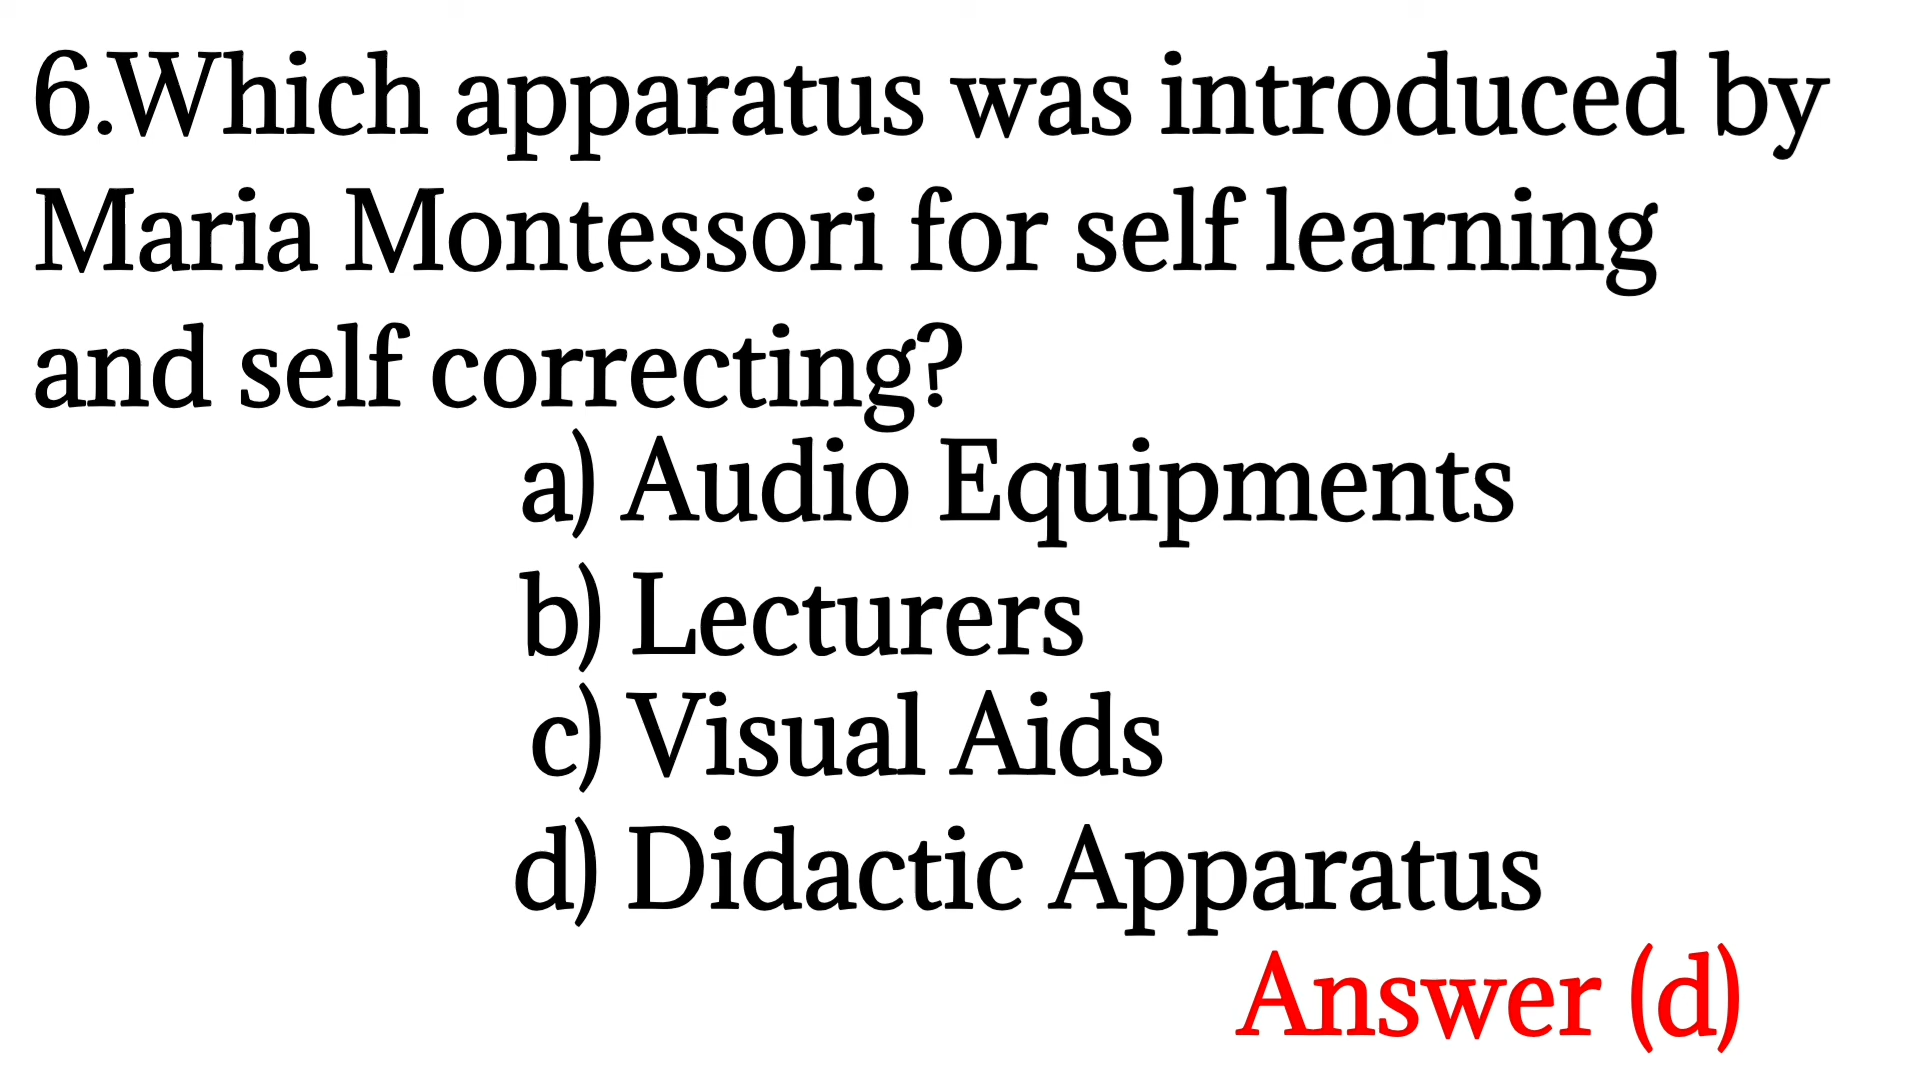 6.Which apparatus was introduced by
Maria Montessori for self learning
and self correcting?
a) Audio Equipments
b) Lecturers
c) Visual Aids
d) Didactic Apparatus
Answer (d)